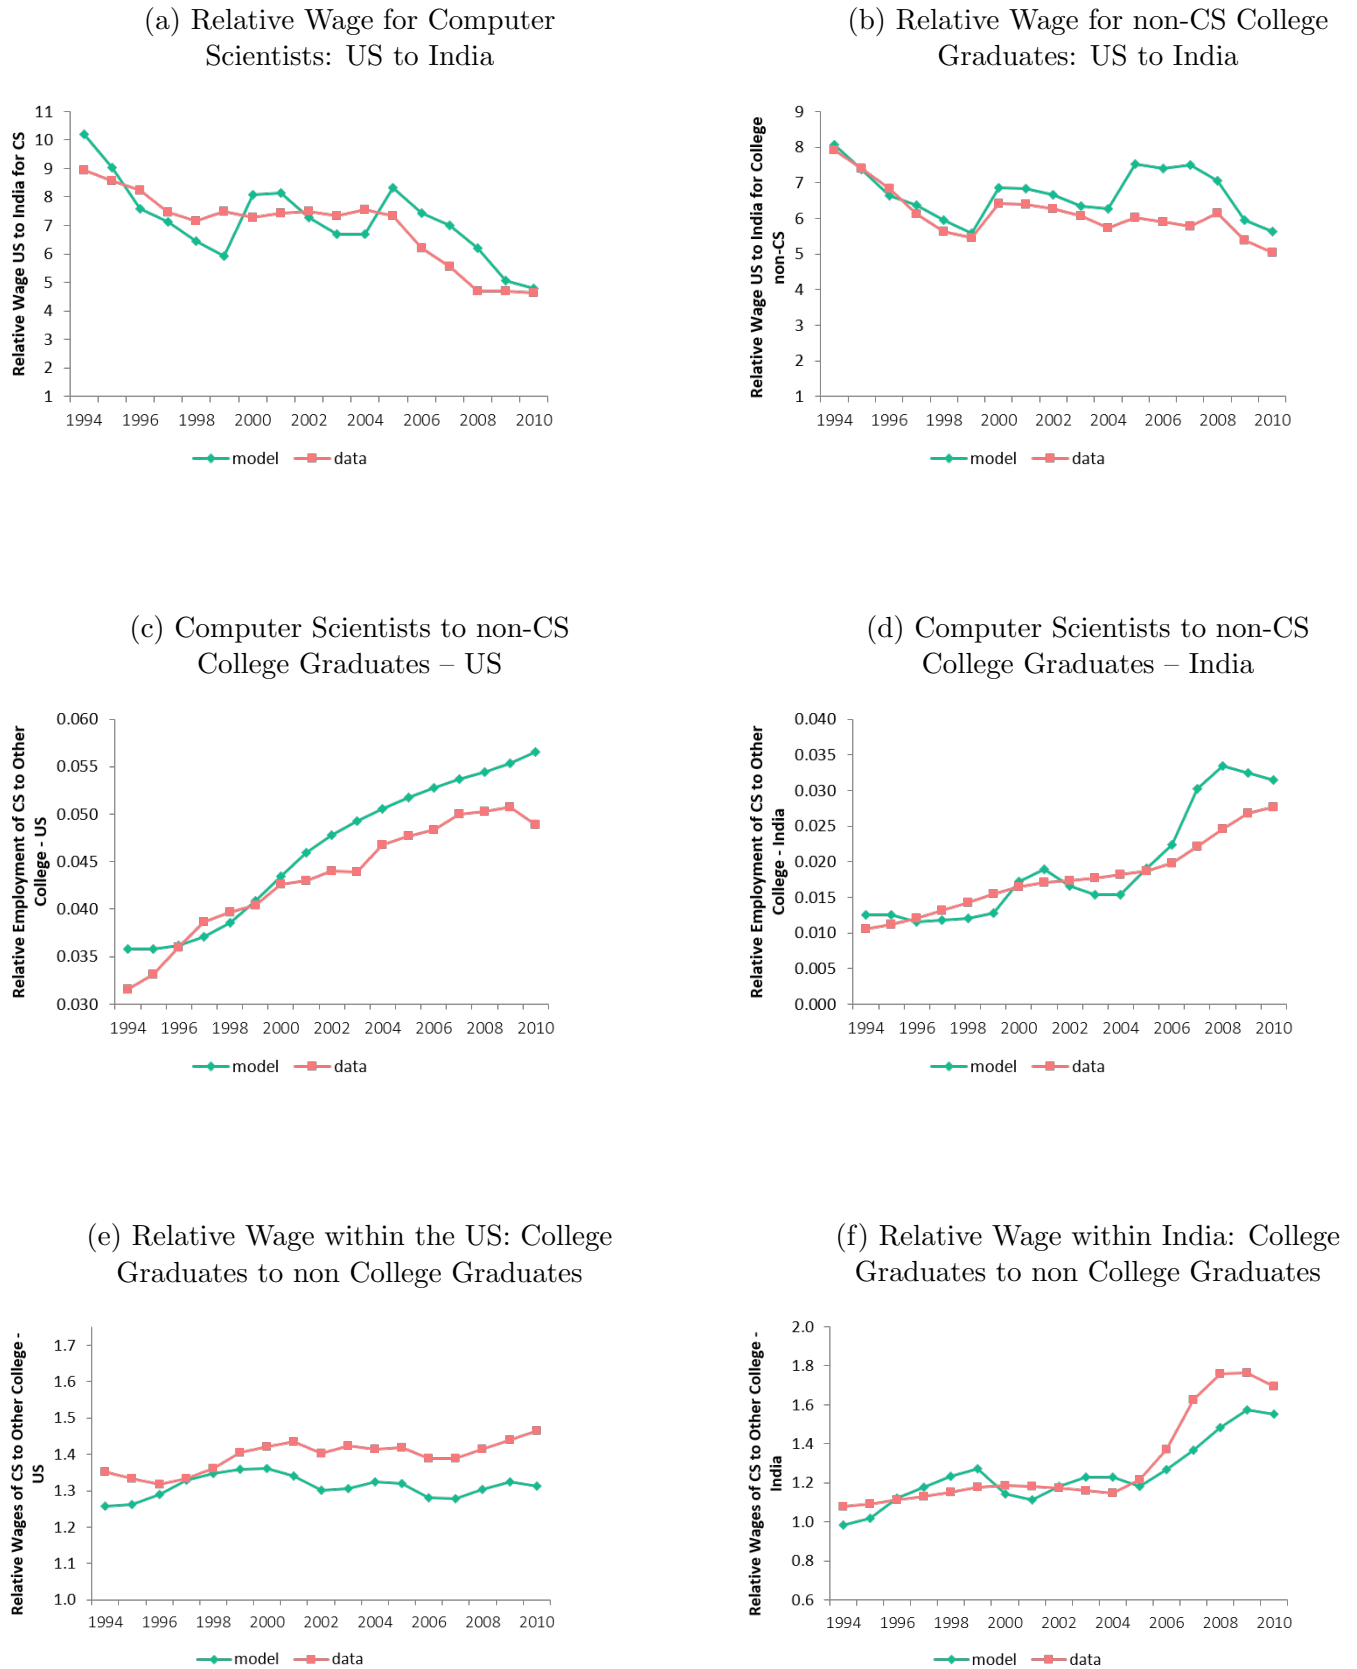 (a) Relative Wage for Computer
Scientists: US to India
Relative Wage US to India for CS
11
10
9
8
7
6
5
4
3
2
1
1994 1996 1998 2000 2002 2004 2006 2008 2010
model data
(b) Relative Wage for non-CS College
Graduates: US to India
Relative Wage US to India for College
non-CS
9
8
7
6
5
4
3
2
1
1994 1996 1998 2000 2002 2004 2006 2008 2010
model data
(c) Computer Scientists to non-CS
College Graduates – US
Relative Employment of CS to Other
College - US
0.060
0.055
0.050
0.045
0.040
0.035
0.030
1994 1996 1998 2000 2002 2004 2006 2008 2010
model data
(d) Computer Scientists to non-CS
College Graduates – India
Relative Employment of CS to Other
College - India
0.040
0.035
0.030
0.025
0.020
0.015
0.010
0.005
0.000
1994 1996 1998 2000 2002 2004 2006 2008 2010
model data
(e) Relative Wage within the US: College
Graduates to non College Graduates
Relative Wages of CS to Other College -
US
1.7
1.6
1.5
1.4
1.3
1.2
1.1
1.0
1994 1996 1998 2000 2002 2004 2006 2008 2010
model data
(f) Relative Wage within India: College
Graduates to non College Graduates
Relative Wages of CS to Other College -
India
2.0
1.8
1.6
1.4
1.2
1.0
0.8
0.6
1994 1996 1998 2000 2002 2004 2006 2008 2010
model data